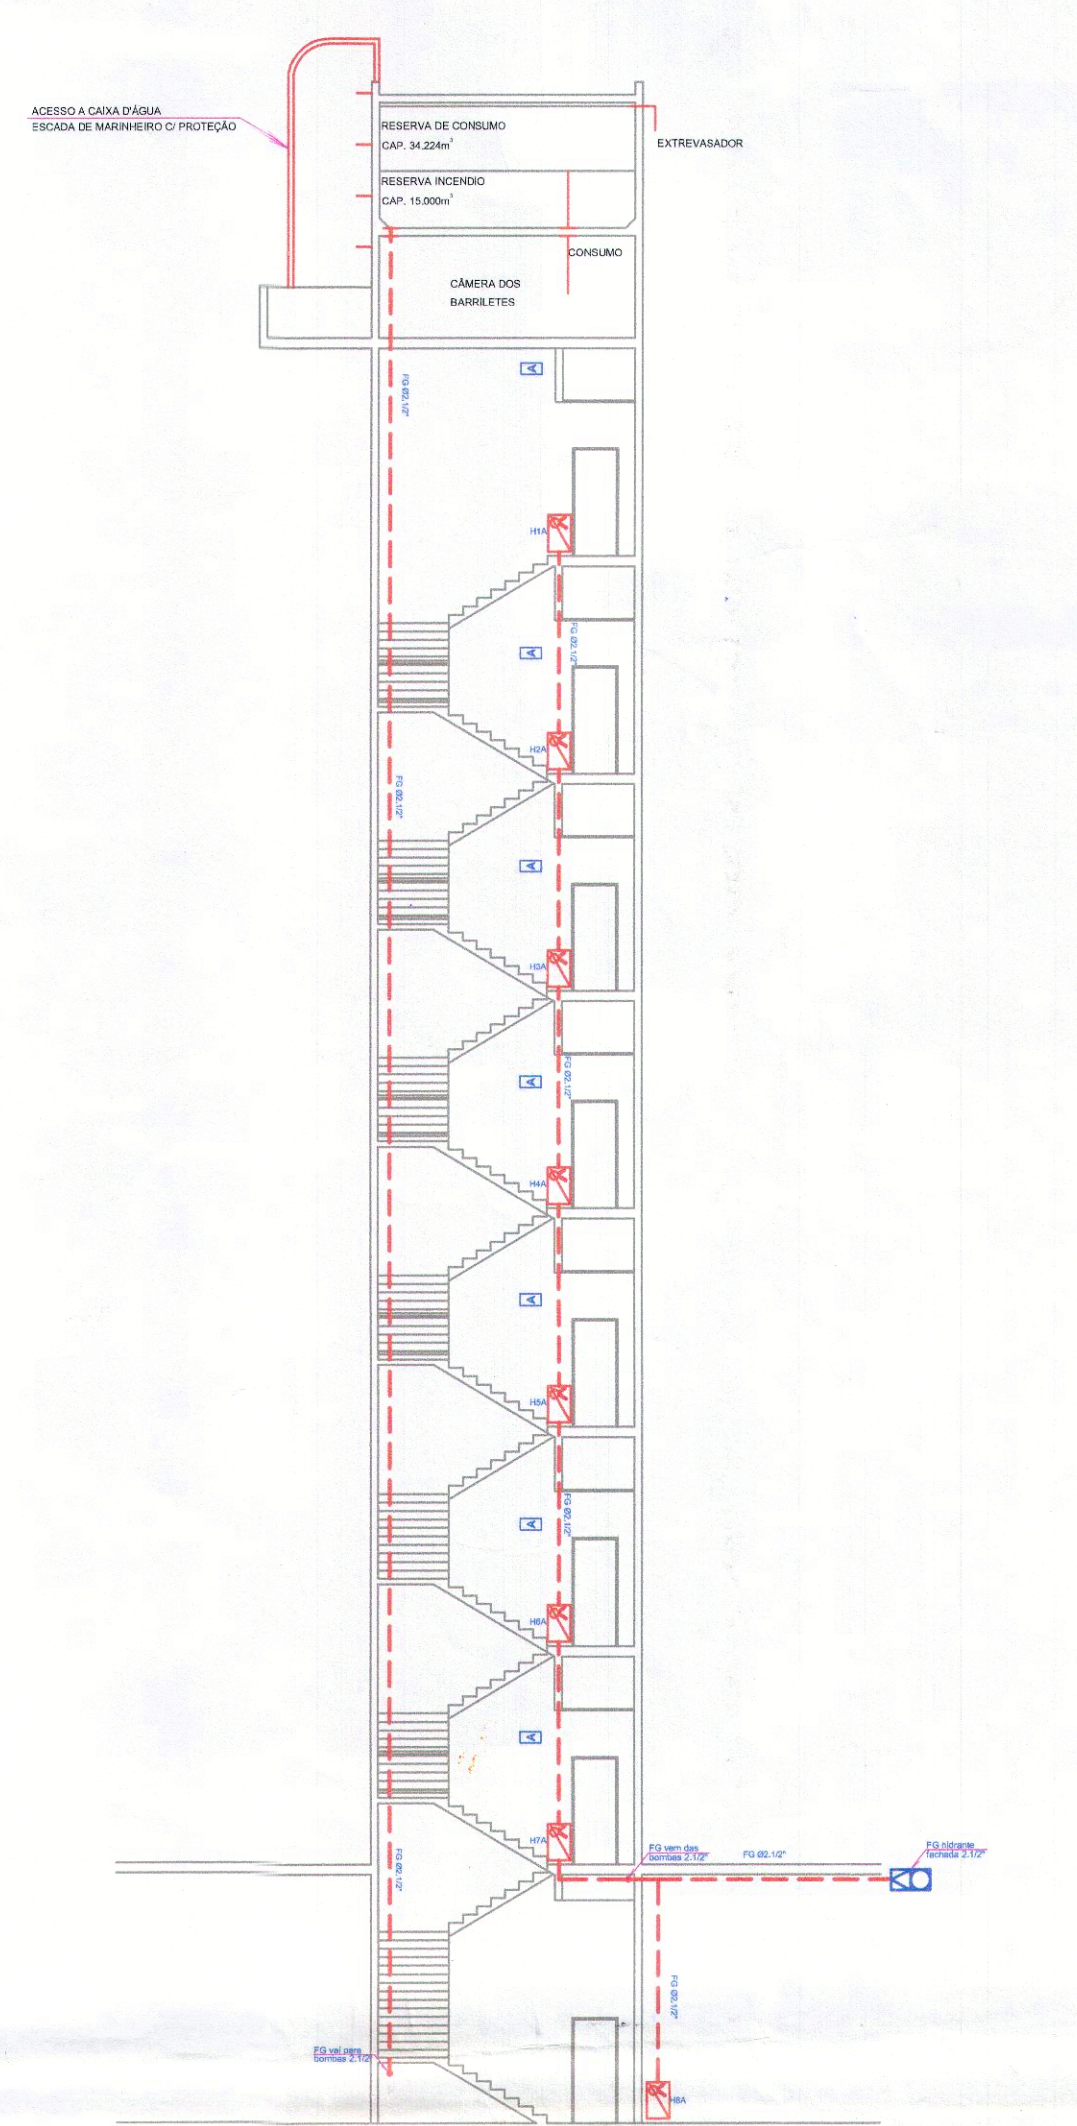 ACESSO A CAIXA D'ÁGUA
ESCADA DE MARINHEIRO C/ PROTEÇÃO
RESERVA DE CONSUMO
CAP. 34.224m³
EXTREVASADOR
RESERVA INCENDIO
CAP. 15.000m³
CONSUMO
CÂMERA DOS
BARRILETES
A
FG Ø2.1/2"
H1A
FG Ø2.1/2"
A
H2A
FG Ø2.1/2"
A
H3A
FG Ø2.1/2"
A
H4A
A
H5A
FG Ø2.1/2"
A
H6A
A
H7A
FG vem das
bombas 2.1/2"
FG Ø2.1/2"
FG hidrante
fachada 2.1/2"
FG Ø2.1/2"
FG Ø2.1/2"
FG vai para
bombas 2.1/2"
H8A